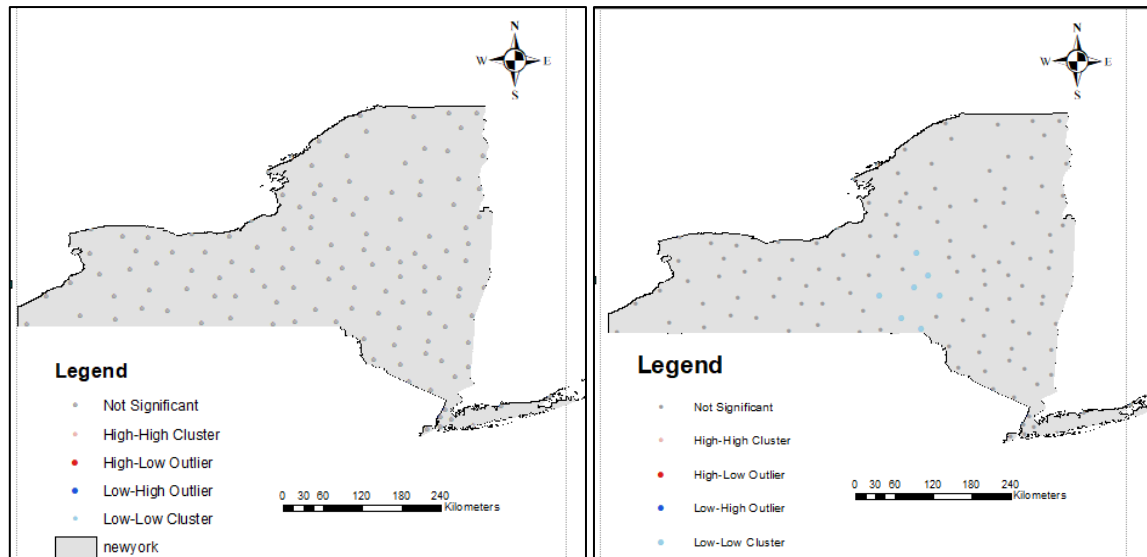 N
W E
S
Legend
Not Significant
High-High Cluster
High-Low Outlier
Low-High Outlier
Low-Low Cluster
newyork
0 30 60 120 180 240
Kilometers
N
W E
S
Legend
Not Significant
High-High Cluster
High-Low Outlier
Low-High Outlier
Low-Low Cluster
0 30 60 120 180 240
Kilometers